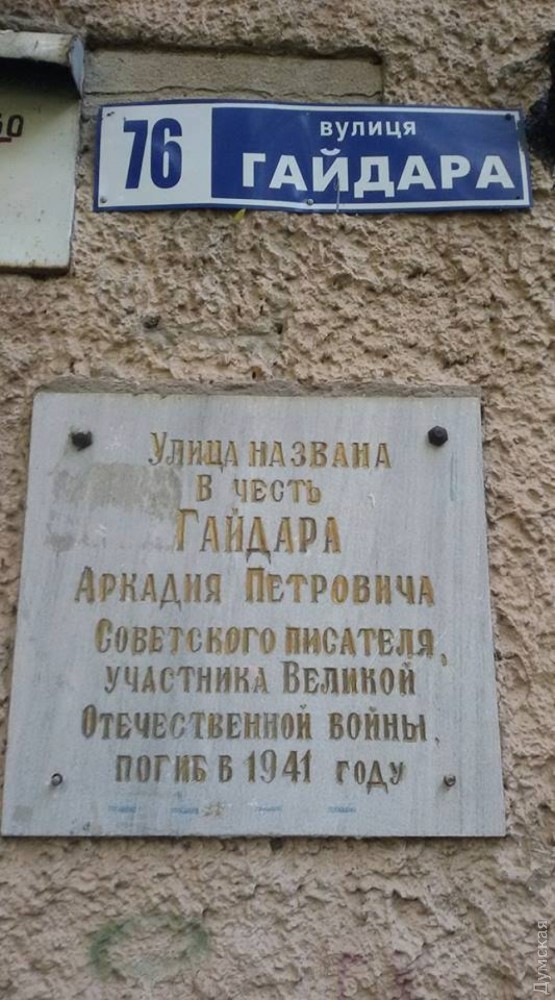 50
76
вулиця
ГАЙДАРА
Улица названа
в честь
Гайдара
Аркадия Петровича
Советского писателя,
участника Великой
Отечественной войны,
погиб в 1941 году
Думская